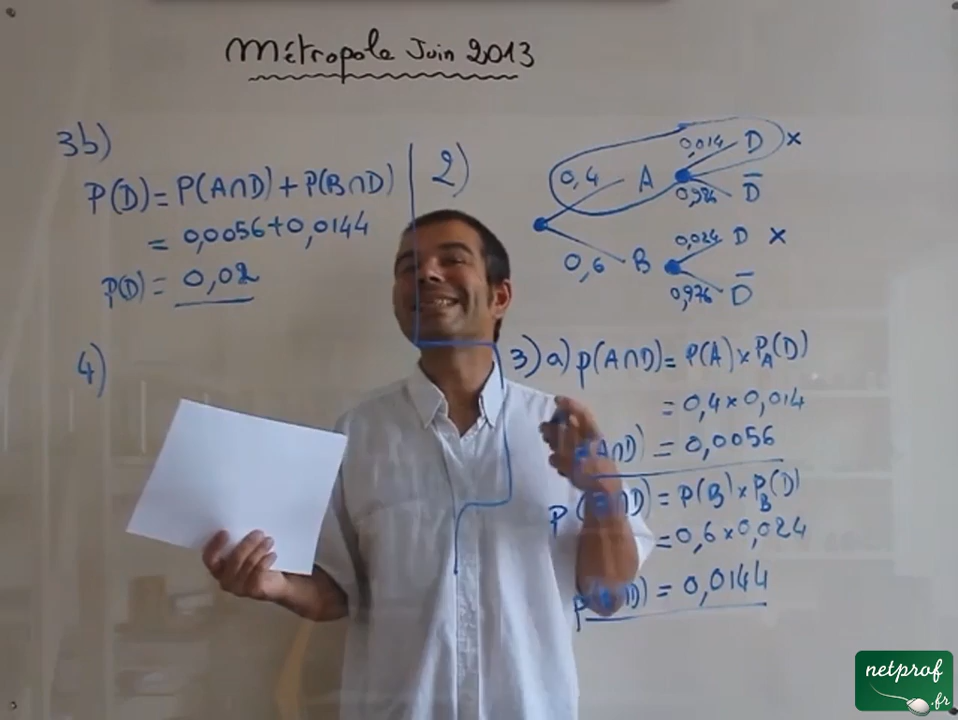 Métropole Juin 2013
3b)
P(D) = P(A∩D) + P(B∩D)
= 0,0056 + 0,0144
P(D) = 0,02
4)
2)
0,4 A
0,014 D x
0,986 D̅
0,6 B
0,024 D x
0,976 D̅
3) a) p(A∩D) = P(A) x P_A(D)
= 0,4 x 0,014
A∩D) = 0,0056
P(B∩D) = P(B) x P_B(D)
= 0,6 x 0,024
P(B∩D) = 0,0144
netprof
.fr